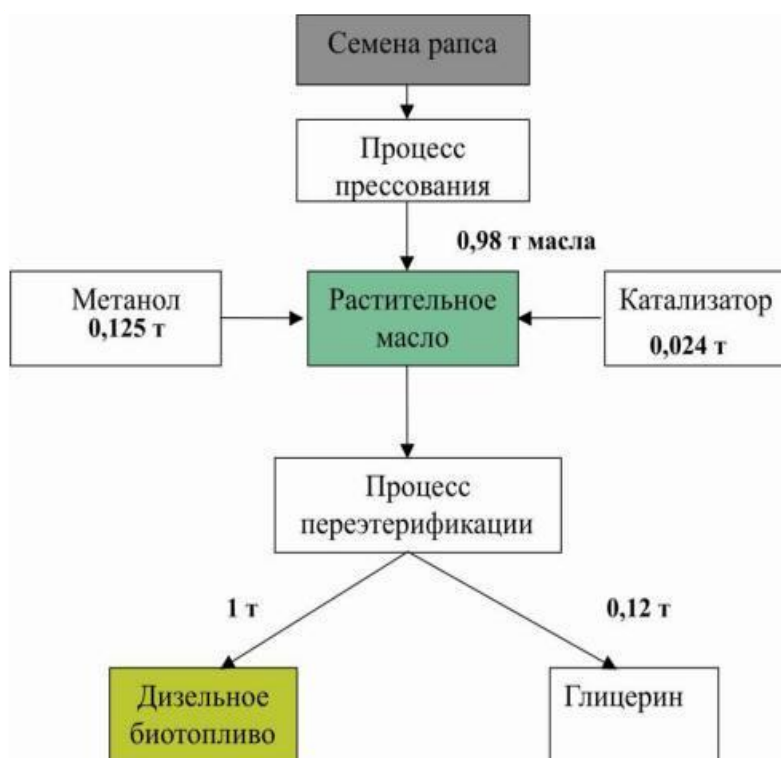 Семена рапса
Процесс
прессования
0,98 т масла
Метанол
0,125 т
Растительное
масло
Катализатор
0,024 т
Процесс
переэтерификации
1 т
0,12 т
Дизельное
биотопливо
Глицерин